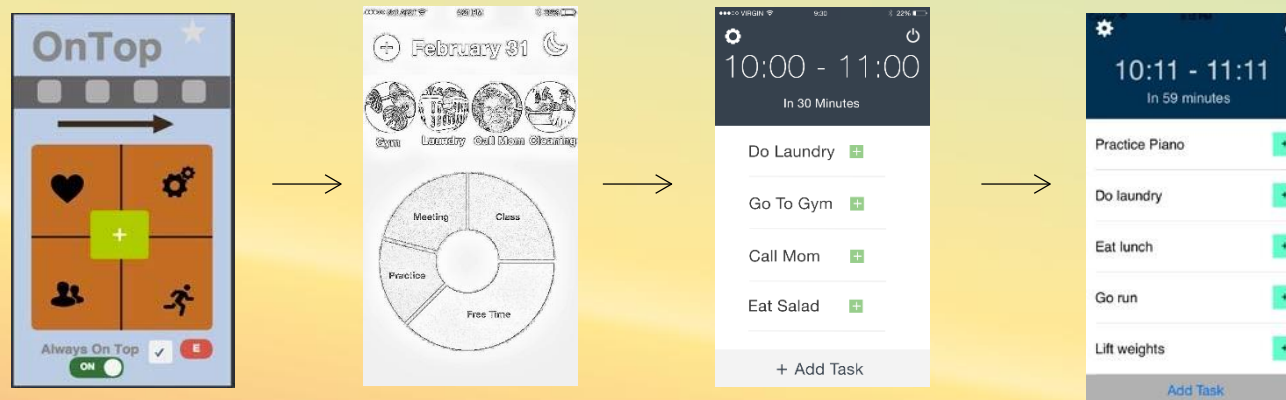 OnTop
Always On Top
ON
E
February 31
Gym Laundry Call Mom Cleaning
Meeting
Class
Practice
Free Time
VIRGIN 9:30 22%
10:00 - 11:00
In 30 Minutes
Do Laundry
Go To Gym
Call Mom
Eat Salad
+ Add Task
10:11 - 11:11
In 59 minutes
Practice Piano
Do laundry
Eat lunch
Go run
Lift weights
Add Task